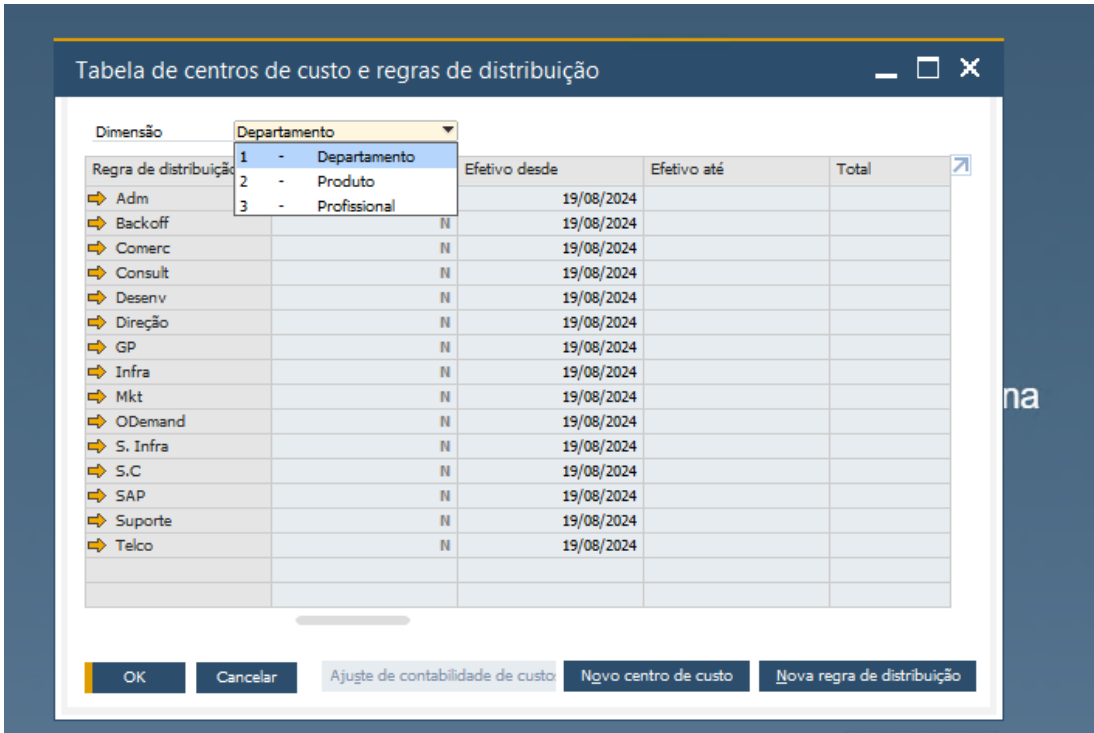 Tabela de centros de custo e regras de distribuição
Dimensão Departamento
1 - Departamento
2 - Produto
3 - Profissional
Regra de distribuição Efetivo desde Efetivo até Total
Adm 19/08/2024
Backoff N 19/08/2024
Comerc N 19/08/2024
Consult N 19/08/2024
Desenv N 19/08/2024
Direção N 19/08/2024
GP N 19/08/2024
Infra N 19/08/2024
Mkt N 19/08/2024
ODemand N 19/08/2024
S. Infra N 19/08/2024
S.C N 19/08/2024
SAP N 19/08/2024
Suporte N 19/08/2024
Telco N 19/08/2024
na
OK Cancelar Ajuste de contabilidade de custo Novo centro de custo Nova regra de distribuição